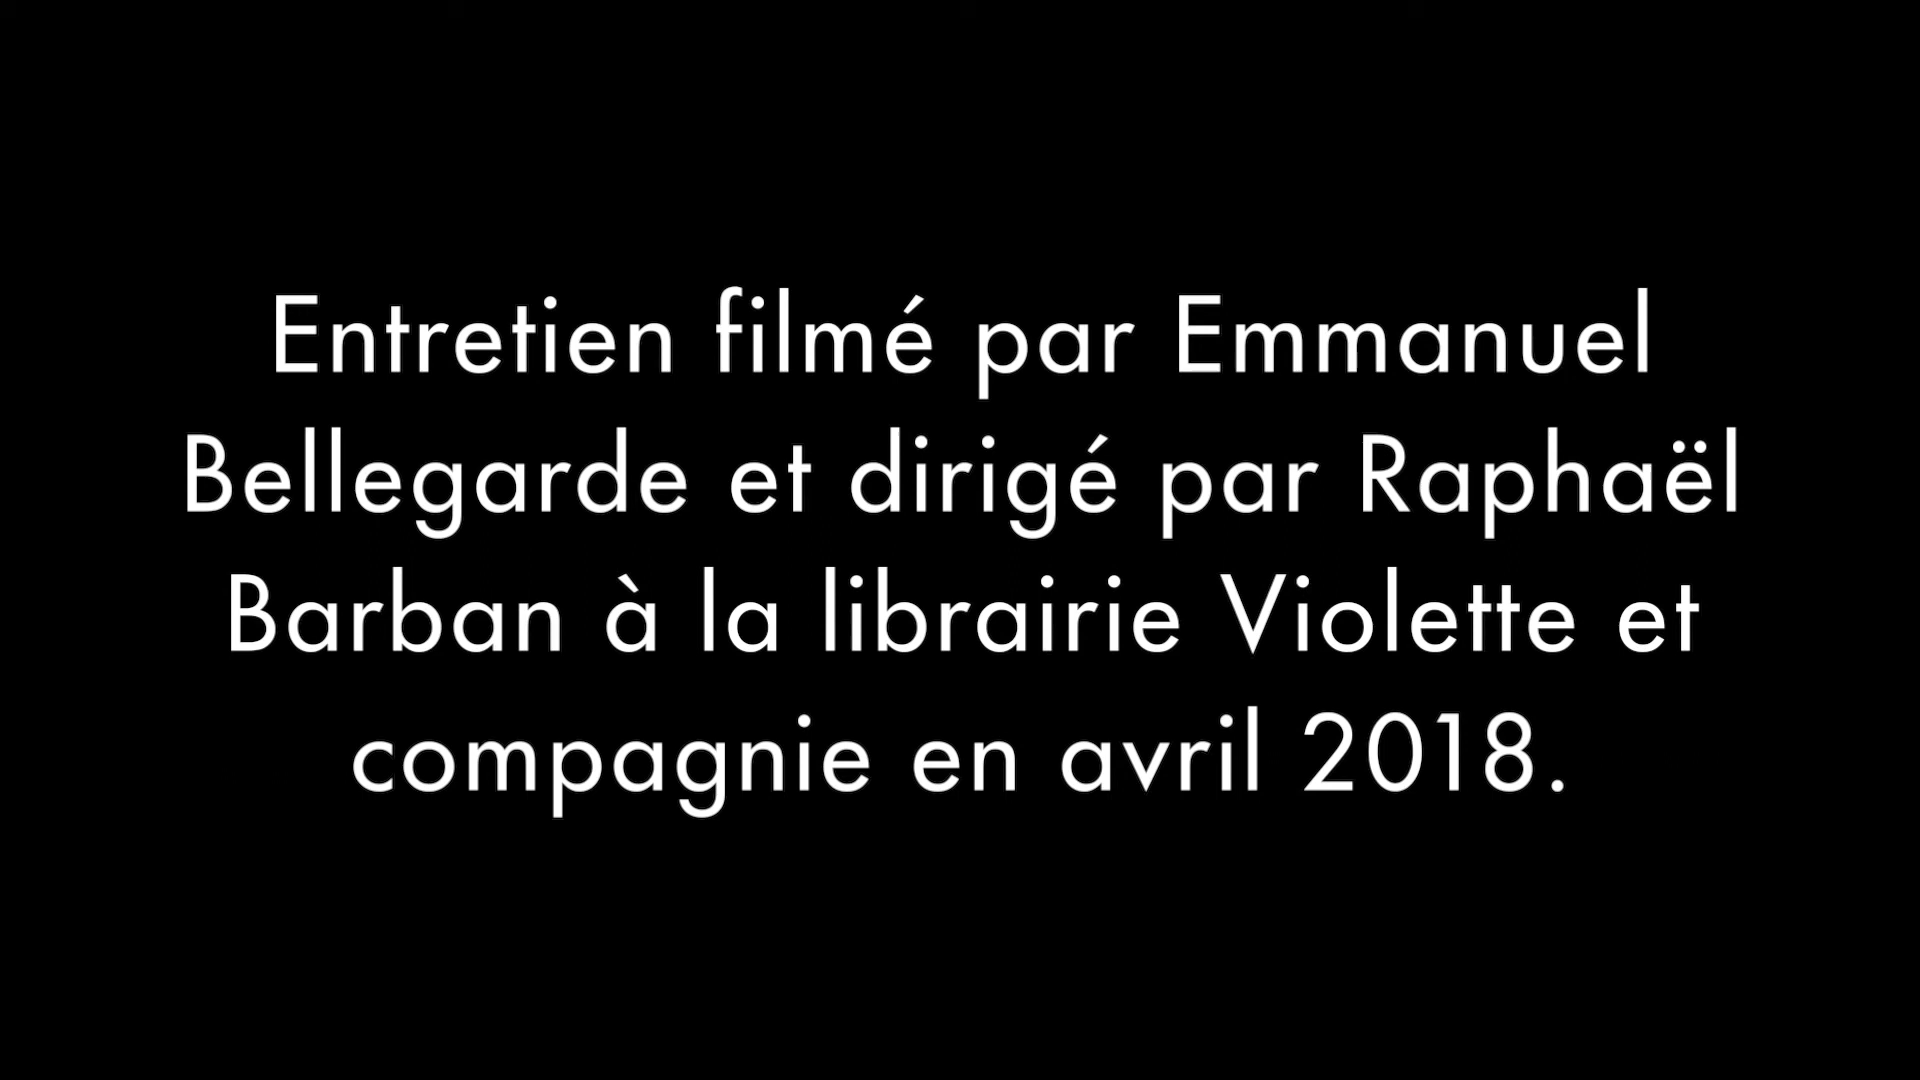 Entretien filmé par Emmanuel
Bellegarde et dirigé par Raphaël
Barban à la librairie Violette et
compagnie en avril 2018.